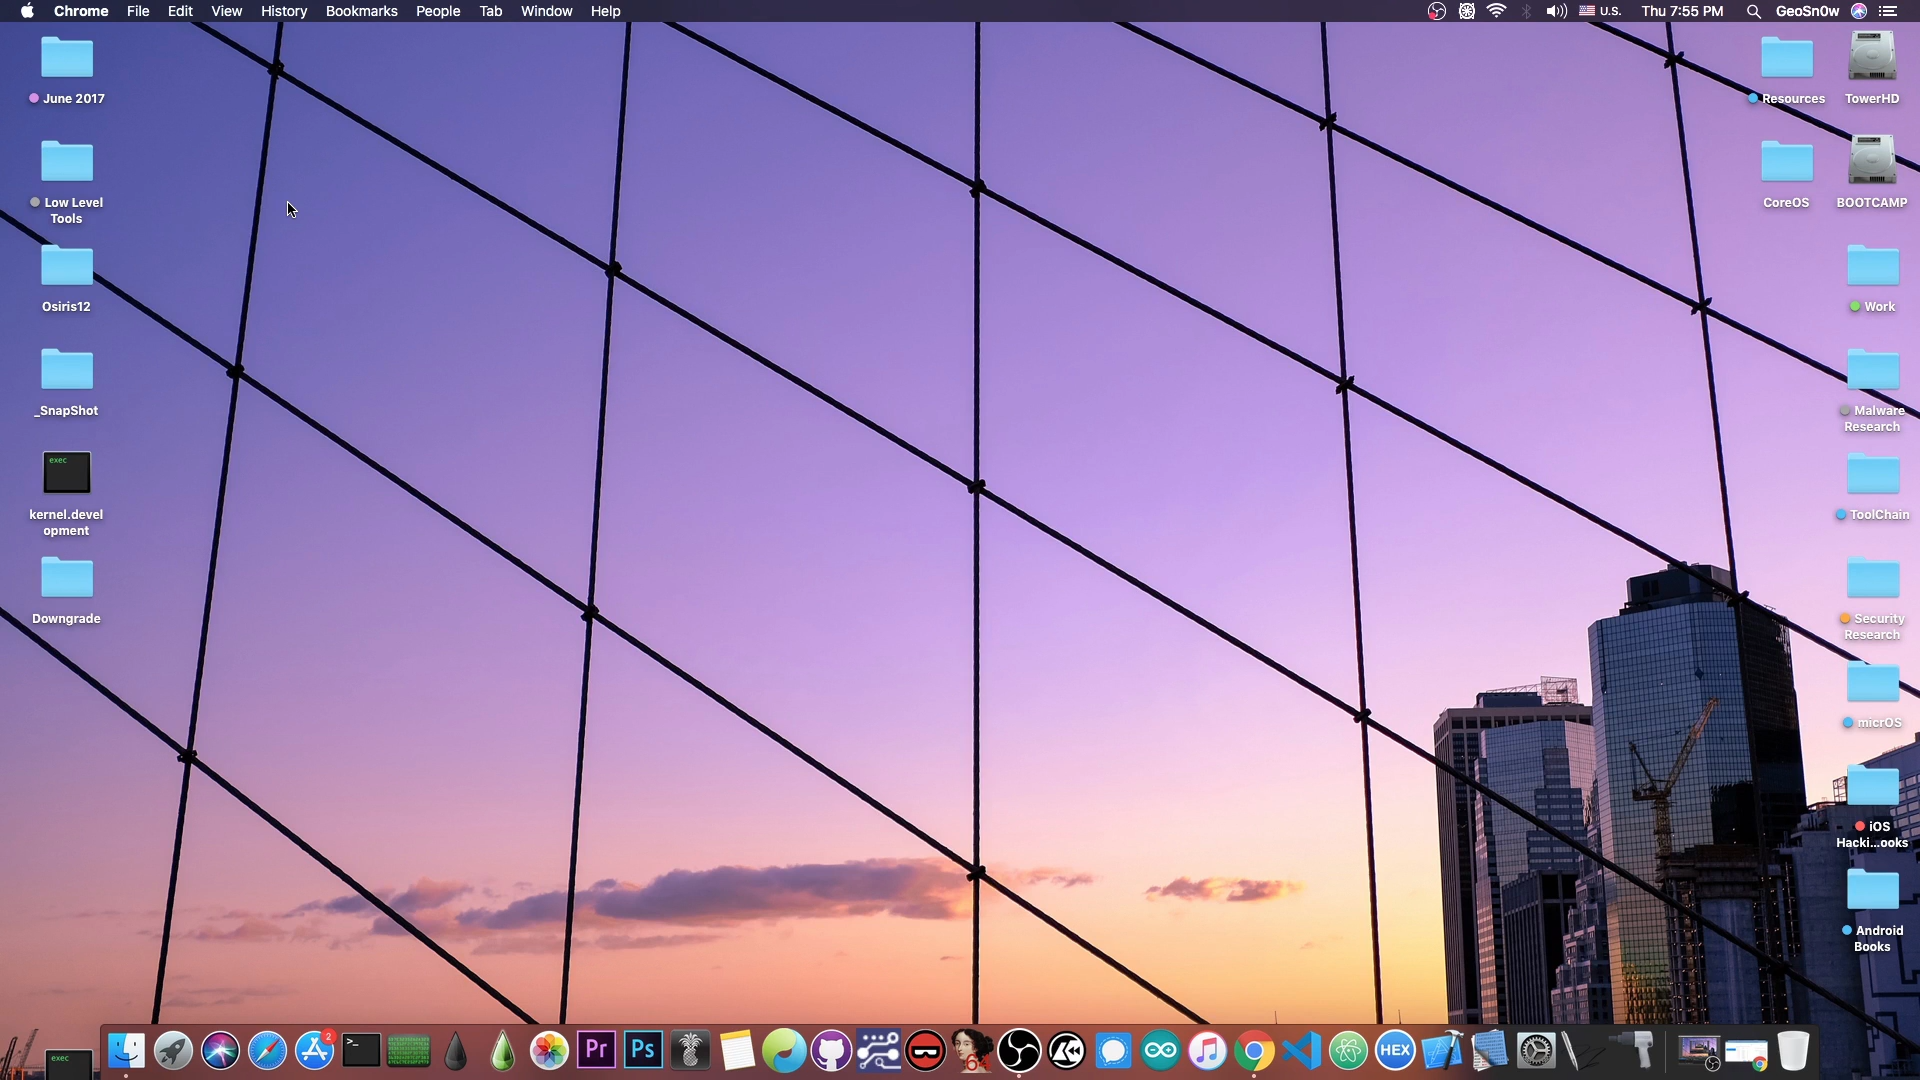 Chrome File Edit View History Bookmarks People Tab Window Help
U.S. Thu 7:55 PM GeoSn0w
June 2017
Low Level
Tools
Osiris12
_SnapShot
exec
kernel.devel
opment
Downgrade
Resources
TowerHD
CoreOS
BOOTCAMP
Work
Malware
Research
ToolChain
Security
Research
micrOS
iOS
Hacki...ooks
Android
Books
exec
2
>_
Pr
Ps
64
HEX